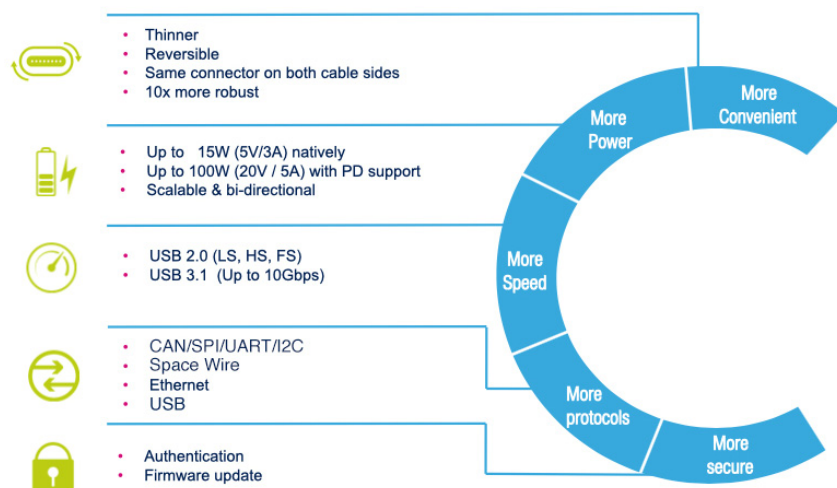 • Thinner
• Reversible
• Same connector on both cable sides
• 10x more robust
More
Convenient
More
Power
• Up to 15W (5V/3A) natively
• Up to 100W (20V / 5A) with PD support
• Scalable & bi-directional
More
Speed
• USB 2.0 (LS, HS, FS)
• USB 3.1 (Up to 10Gbps)
• CAN/SPI/UART/I2C
• Space Wire
• Ethernet
• USB
More
protocols
• Authentication
• Firmware update
More
secure